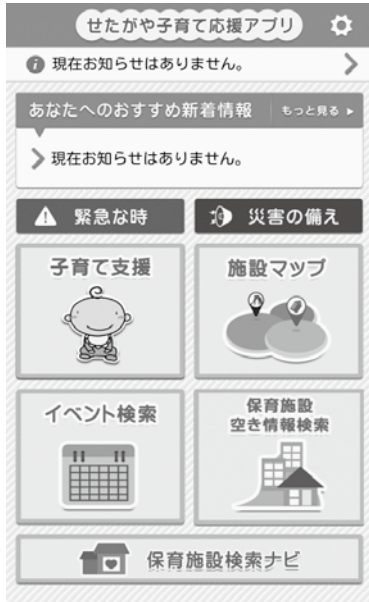 せたがや子育て応援アプリ
現在お知らせはありません。
あなたへのおすすめ新着情報 もっと見る
現在お知らせはありません。
緊急な時 災害の備え
子育て支援 施設マップ
イベント検索
保育施設
空き情報検索
保育施設検索ナビ